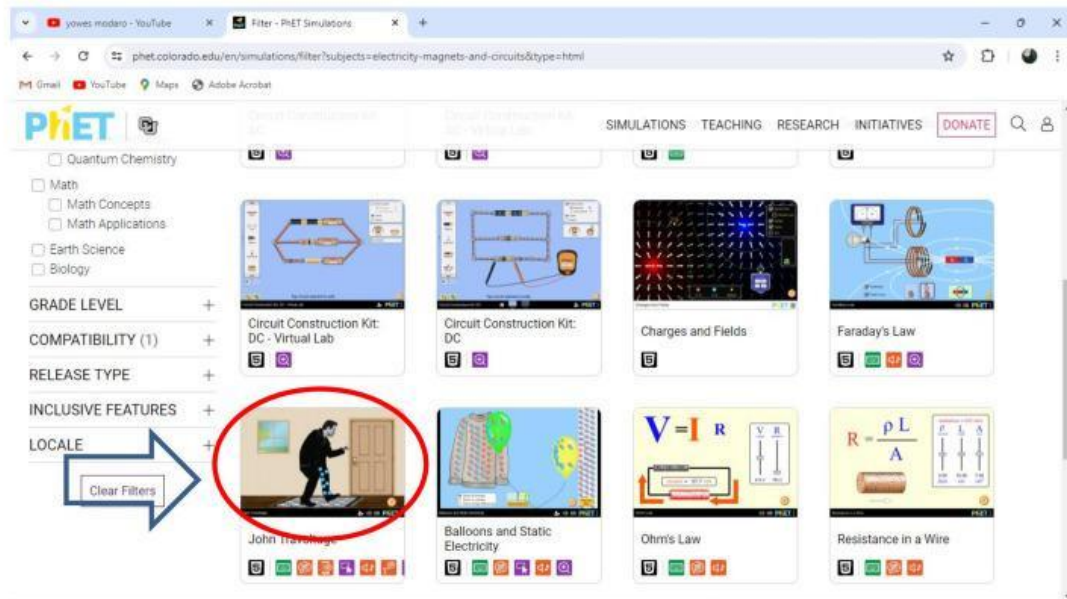 yowes modaro - YouTube
Filter - PhET Simulations
phet.colorado.edu/en/simulations/filter?subjects=electricity-magnets-and-circuits&type=html
Gmail
YouTube
Maps
Adobe Acrobat
PhET
SIMULATIONS
TEACHING
RESEARCH
INITIATIVES
DONATE
Quantum Chemistry
Math
Math Concepts
Math Applications
Earth Science
Biology
GRADE LEVEL
COMPATIBILITY (1)
RELEASE TYPE
INCLUSIVE FEATURES
LOCALE
Clear Filters
Circuit Construction Kit:
DC - Virtual Lab
Circuit Construction Kit:
DC
Charges and Fields
Faraday's Law
John Travoltage
Balloons and Static
Electricity
V = I R
V R
Ohm's Law
R = ρ L / A
ρ L A
Resistance in a Wire